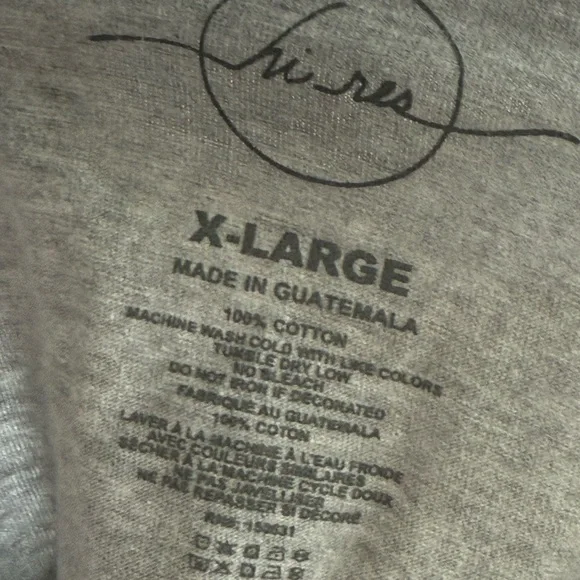 hi-res
X-LARGE
MADE IN GUATEMALA
100% COTTON
MACHINE WASH COLD WITH LIKE COLORS
TUMBLE DRY LOW
NO BLEACH
DO NOT IRON IF DECORATED
FABRIQUE AU GUATEMALA
100% COTON
LAVER À LA MACHINE À L'EAU FROIDE
AVEC COULEURS SIMILAIRES
SÉCHER À LA MACHINE CYCLE DOUX
NE PAS JAVELLISER
NE PAS REPASSER SI DÉCORÉ